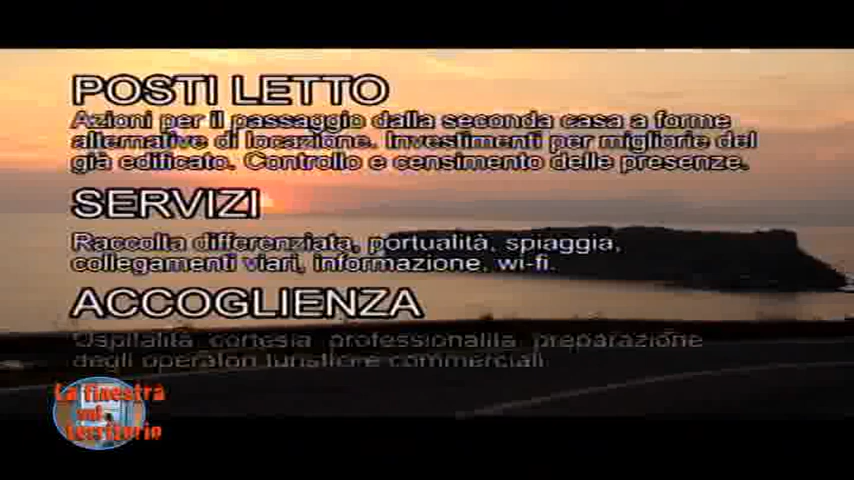 POSTI LETTO
Azioni per il passaggio dalla seconda casa a forme
alternative di locazione. Investimenti per migliorie del
già edificato. Controllo e censimento delle presenze.
SERVIZI
Raccolta differenziata, portualità, spiaggia,
collegamenti viari, informazione, wi-fi.
ACCOGLIENZA
Ospitalità cortesia professionalità preparazione
degli operatori turistici e commerciali
La finestra
sul
territorio